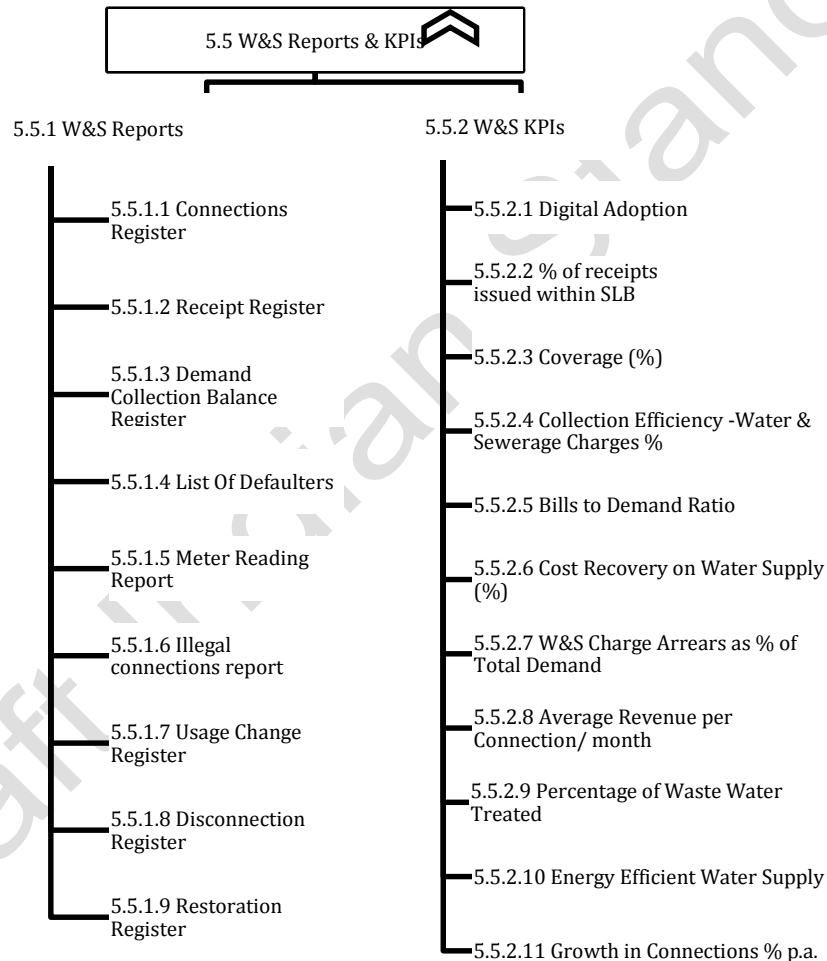 5.5 W&S Reports & KPIs
5.5.1 W&S Reports
5.5.1.1 Connections
Register
5.5.1.2 Receipt Register
5.5.1.3 Demand
Collection Balance
Register
5.5.1.4 List Of Defaulters
5.5.1.5 Meter Reading
Report
5.5.1.6 Illegal
connections report
5.5.1.7 Usage Change
Register
5.5.1.8 Disconnection
Register
5.5.1.9 Restoration
Register
5.5.2 W&S KPIs
5.5.2.1 Digital Adoption
5.5.2.2 % of receipts
issued within SLB
5.5.2.3 Coverage (%)
5.5.2.4 Collection Efficiency -Water &
Sewerage Charges %
5.5.2.5 Bills to Demand Ratio
5.5.2.6 Cost Recovery on Water Supply
(%)
5.5.2.7 W&S Charge Arrears as % of
Total Demand
5.5.2.8 Average Revenue per
Connection/ month
5.5.2.9 Percentage of Waste Water
Treated
5.5.2.10 Energy Efficient Water Supply
5.5.2.11 Growth in Connections % p.a.